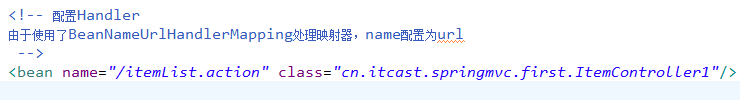 <!-- 配置Handler
由于使用了BeanNameUrlHandlerMapping处理映射器，name配置为url
-->
<bean name="/itemList.action" class="cn.itcast.springmvc.first.ItemController1"/>